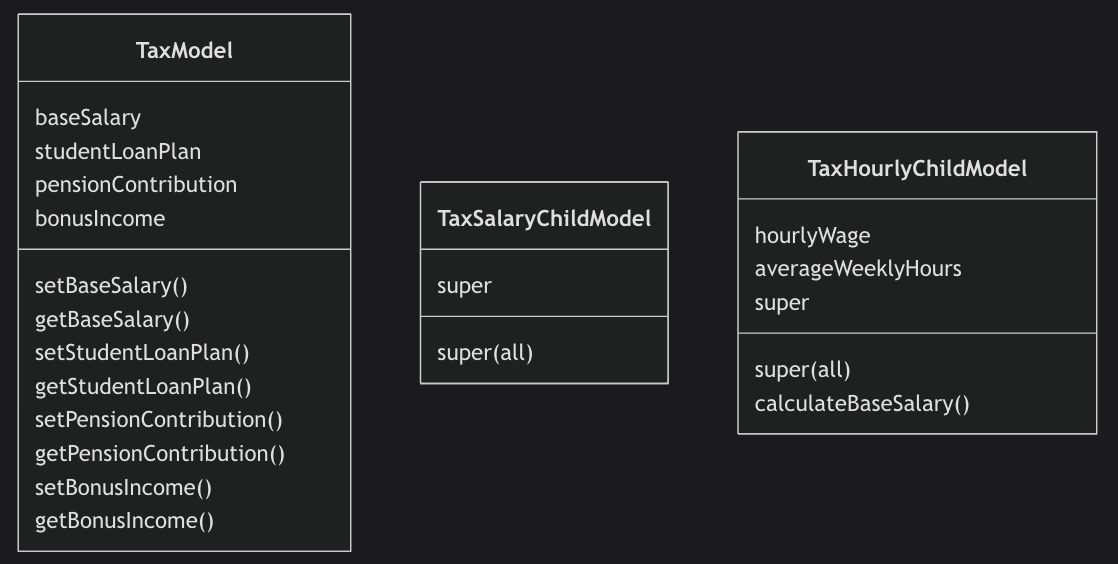 TaxModel
baseSalary
studentLoanPlan
pensionContribution
bonusIncome
setBaseSalary()
getBaseSalary()
setStudentLoanPlan()
getStudentLoanPlan()
setPensionContribution()
getPensionContribution()
setBonusIncome()
getBonusIncome()
TaxSalaryChildModel
super
super(all)
TaxHourlyChildModel
hourlyWage
averageWeeklyHours
super
super(all)
calculateBaseSalary()